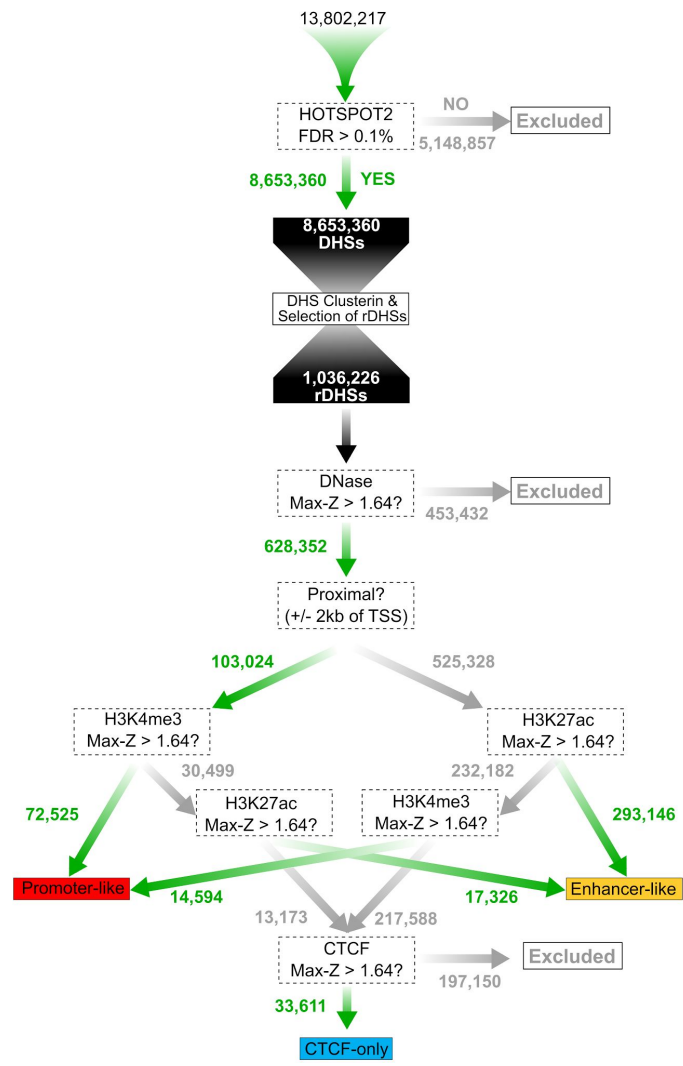 13,802,217
HOTSPOT2
FDR > 0.1%
NO
5,148,857
Excluded
8,653,360
YES
8,653,360
DHSs
DHS Clusterin &
Selection of rDHSs
1,036,226
rDHSs
DNase
Max-Z > 1.64?
453,432
Excluded
628,352
Proximal?
(+/- 2kb of TSS)
103,024
525,328
H3K4me3
Max-Z > 1.64?
H3K27ac
Max-Z > 1.64?
30,499
232,182
72,525
H3K27ac
Max-Z > 1.64?
H3K4me3
Max-Z > 1.64?
293,146
Promoter-like
14,594
17,326
Enhancer-like
13,173
217,588
CTCF
Max-Z > 1.64?
197,150
Excluded
33,611
CTCF-only